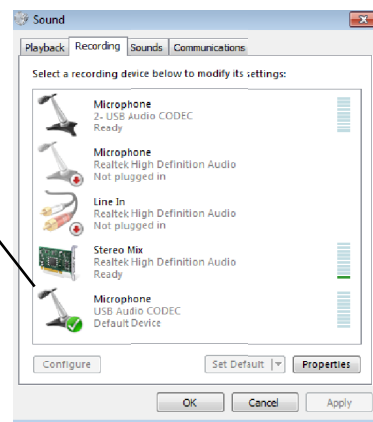 Sound
Playback Recording Sounds Communications
Select a recording device below to modify its settings:
Microphone
2- USB Audio CODEC
Ready
Microphone
Realtek High Definition Audio
Not plugged in
Line In
Realtek High Definition Audio
Not plugged in
Stereo Mix
Realtek High Definition Audio
Ready
Microphone
USB Audio CODEC
Default Device
Configure Set Default Properties
OK Cancel Apply